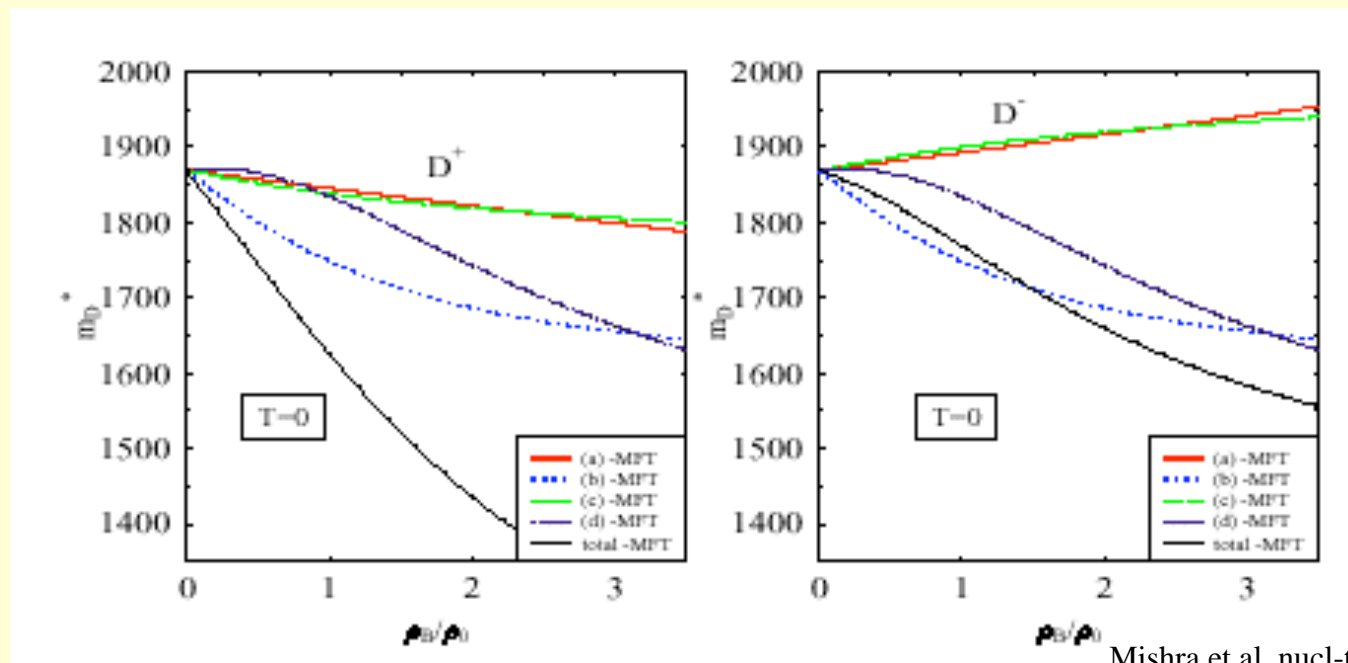 2000
1900
1800
1700
1600
1500
1400
m_D*
D+
T=0
(a) -MFT
(b) -MFT
(c) -MFT
(d) -MFT
total -MFT
0 1 2 3
ρB/ρ0
2000
1900
1800
1700
1600
1500
1400
m_D*
D-
T=0
(a) -MFT
(b) -MFT
(c) -MFT
(d) -MFT
total -MFT
0 1 2 3
ρB/ρ0
Mishra et al, nucl-t